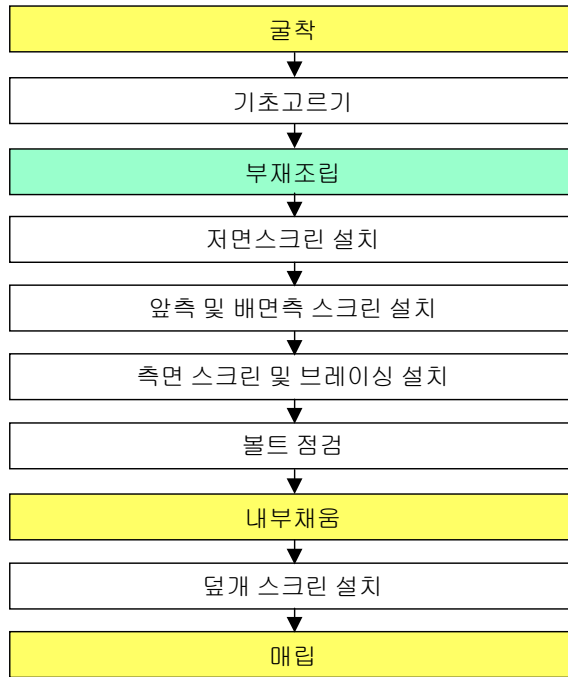 굴착
기초고르기
부재조립
저면스크린 설치
앞측 및 배면측 스크린 설치
측면 스크린 및 브레이싱 설치
볼트 점검
내부채움
덮개 스크린 설치
매립